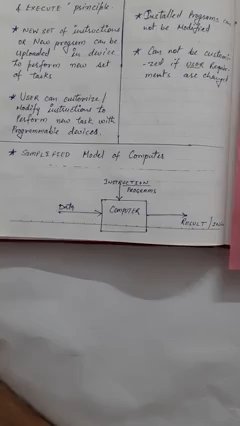 & EXECUTE' principle.
★ NEW SET of instructions
or New program can be
uploaded in device
to perform new set
of tasks
★ USER can customize/
Modify instructions to
Perform new task with
Programmable devices.
★ Installed Programs can
not be Modified
★ Can not be customi
-zed if USER Require
ments are changed
★ SIMPLIFIED Model of Computer
INSTRUCTION
PROGRAMS
DATA
COMPUTER
RESULT /